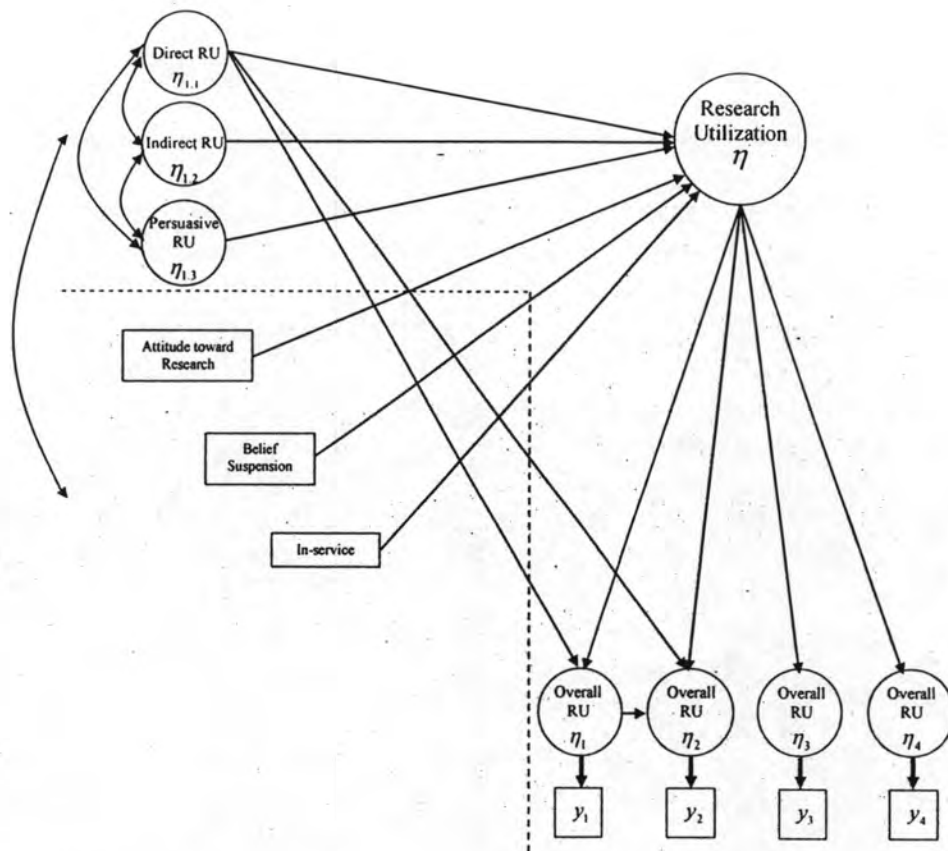 Direct RU
η1.1
Indirect RU
η1.2
Persuasive
RU
η1.3
Research
Utilization
η
Attitude toward
Research
Belief
Suspension
In-service
Overall
RU
η1
Overall
RU
η2
Overall
RU
η3
Overall
RU
η4
y1
y2
y3
y4